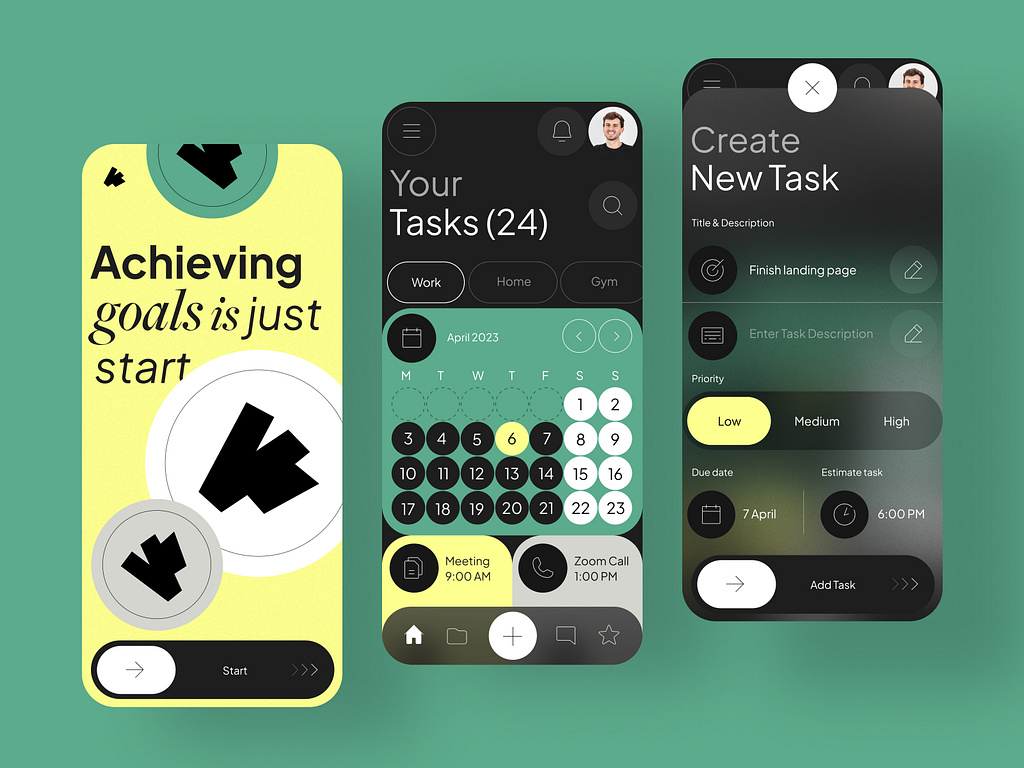 Achieving
goals is just
start
Start
Your
Tasks (24)
Work Home Gym
April 2023
M T W T F S S
1 2
3 4 5 6 7 8 9
10 11 12 13 14 15 16
17 18 19 20 21 22 23
Meeting
9:00 AM
Zoom Call
1:00 PM
Create
New Task
Title & Description
Finish landing page
Enter Task Description
Priority
Low Medium High
Due date Estimate task
7 April 6:00 PM
Add Task